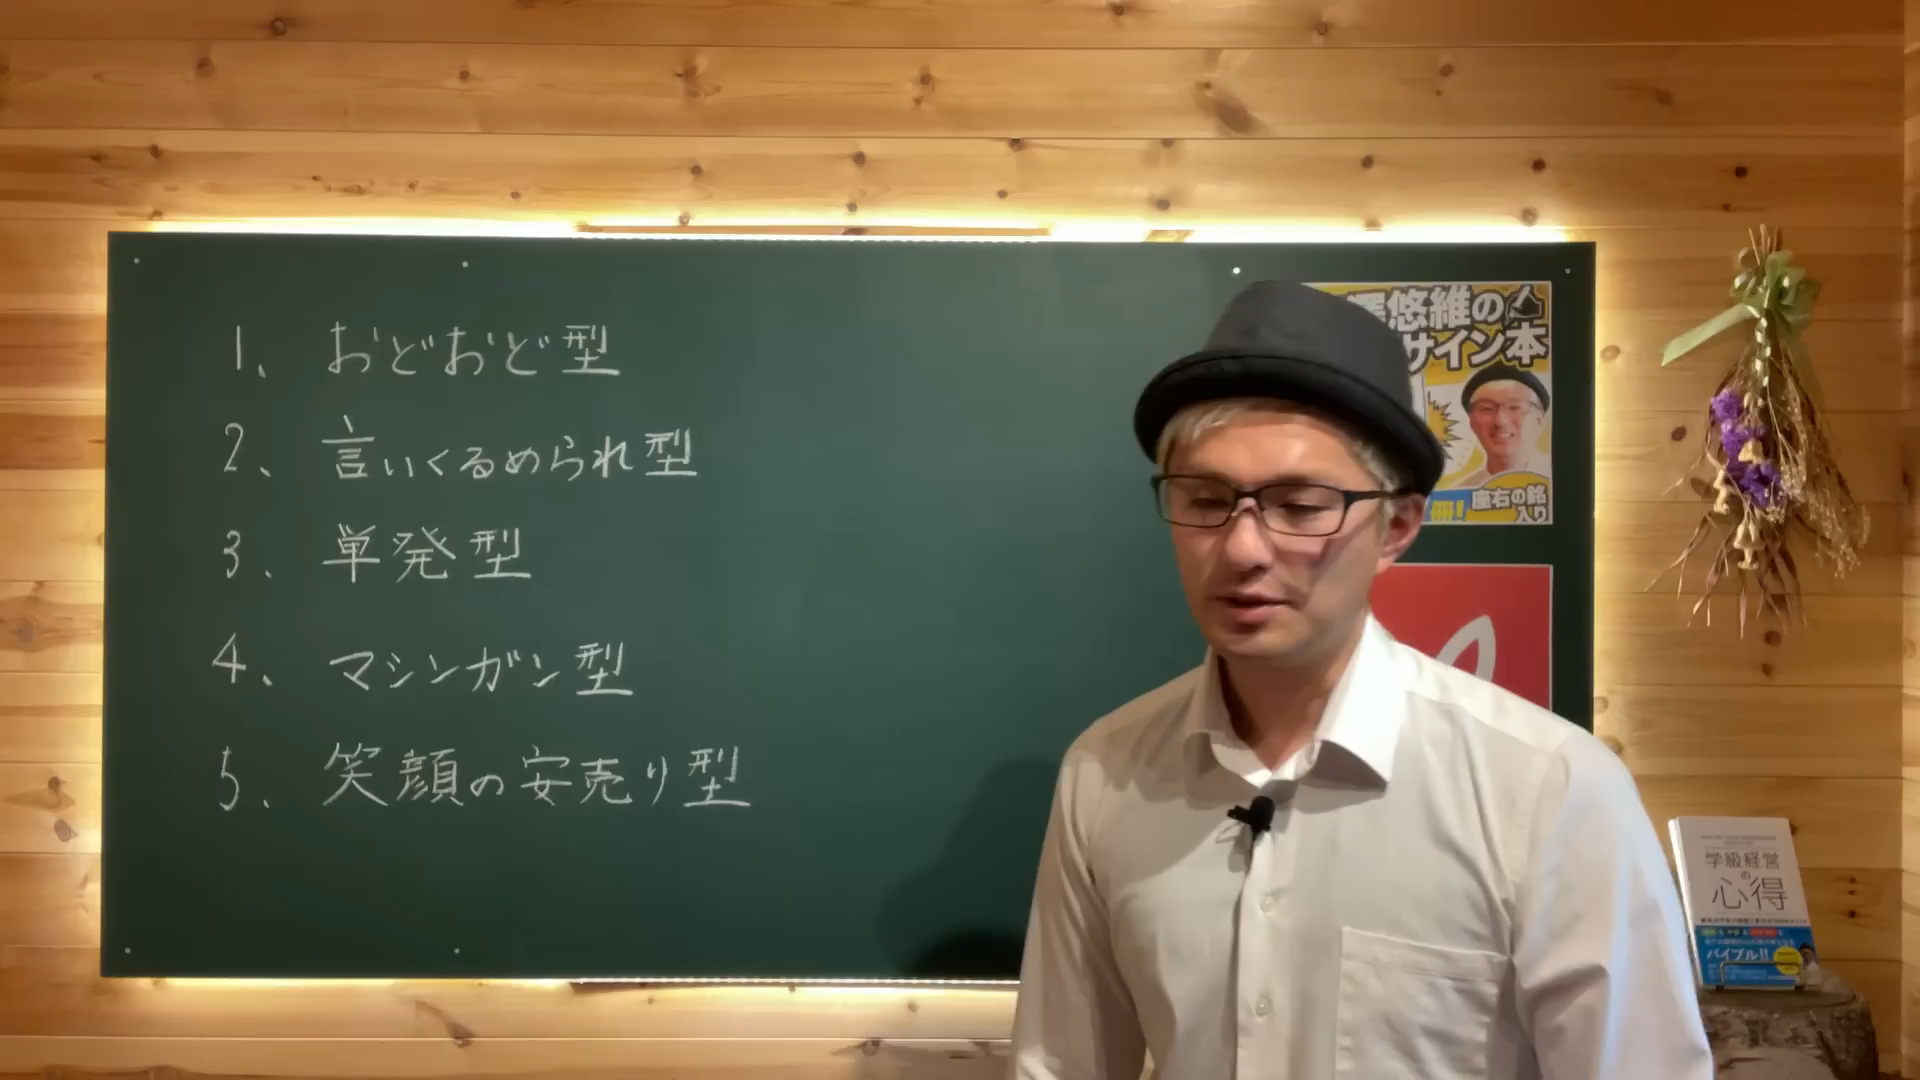 1、おどおど型
2、言いくるめられ型
3、単発型
4、マシンガン型
5、笑顔の安売り型
澤悠維の
サイン本
冊!
座右の銘
入り
学級経営
の
心得
バイブル!!